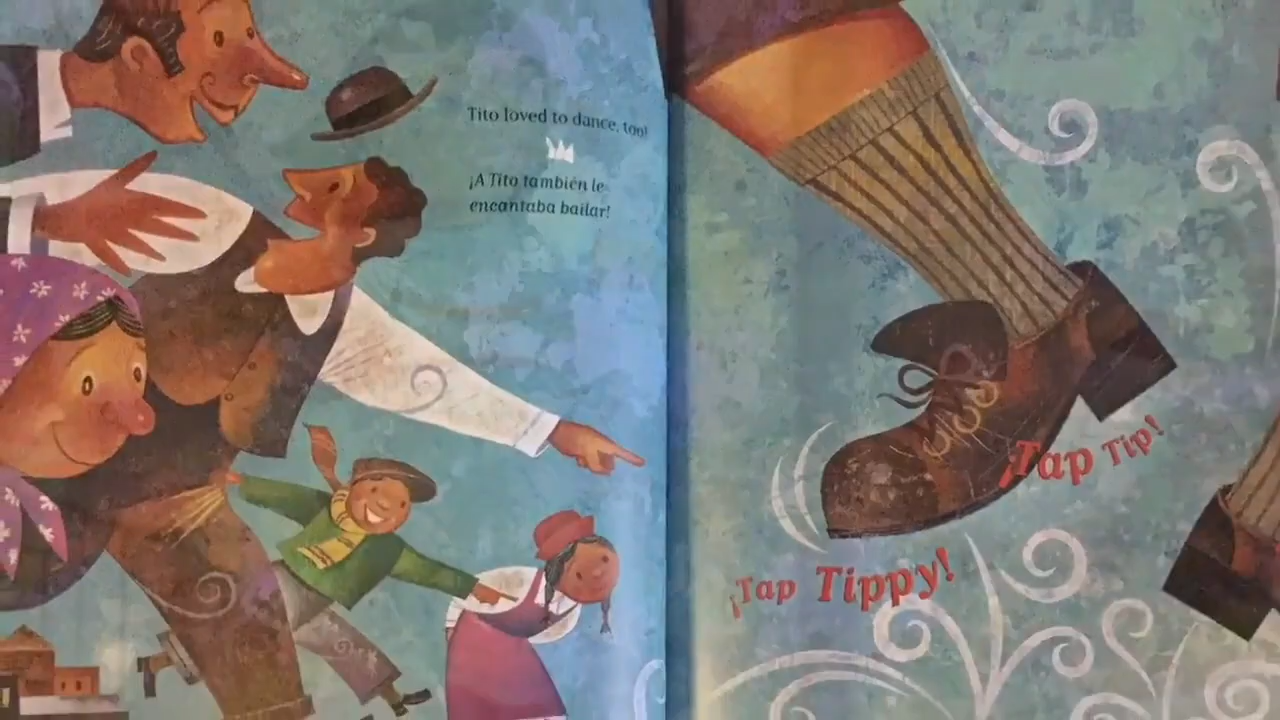 Tito loved to dance, too!
¡A Tito también le
encantaba bailar!
¡Tap Tip!
¡Tap Tippy!